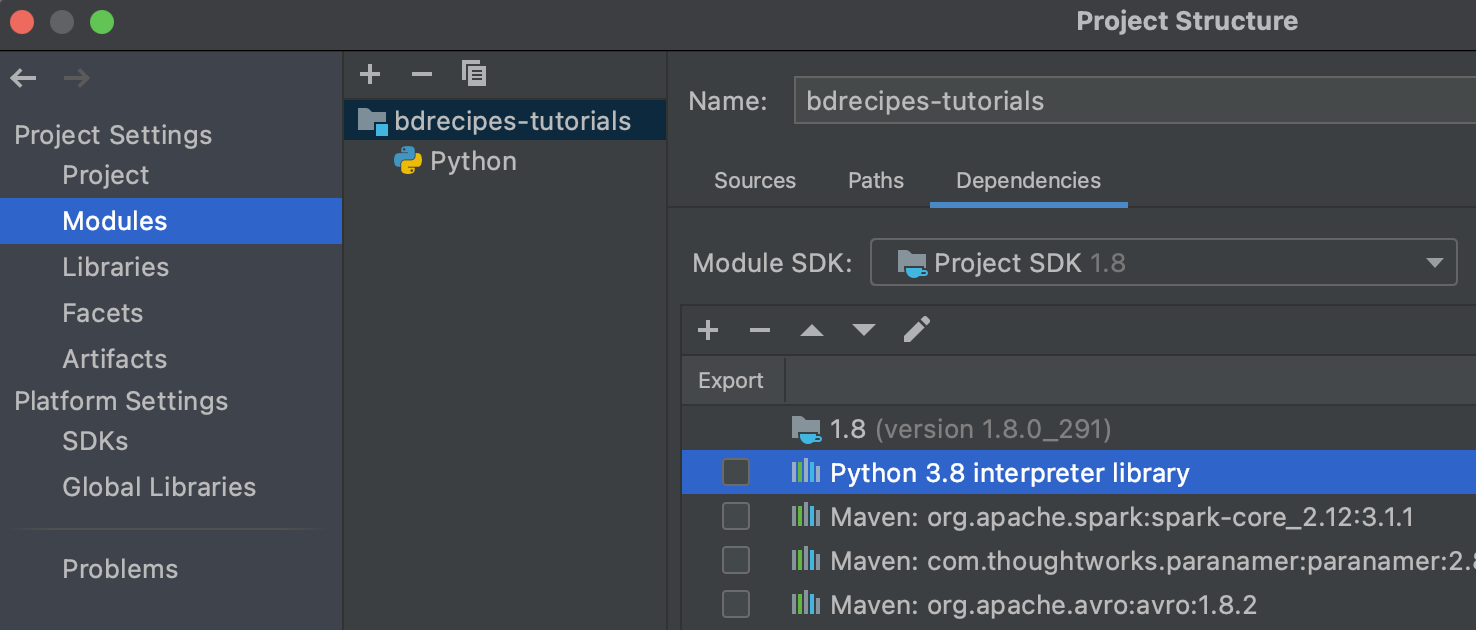 Project Structure
Project Settings
Project
Modules
Libraries
Facets
Artifacts
Platform Settings
SDKs
Global Libraries
Problems
bdrecipes-tutorials
Python
Name: bdrecipes-tutorials
Sources Paths Dependencies
Module SDK: Project SDK 1.8
Export
1.8 (version 1.8.0_291)
Python 3.8 interpreter library
Maven: org.apache.spark:spark-core_2.12:3.1.1
Maven: com.thoughtworks.paranamer:paranamer:2.8
Maven: org.apache.avro:avro:1.8.2